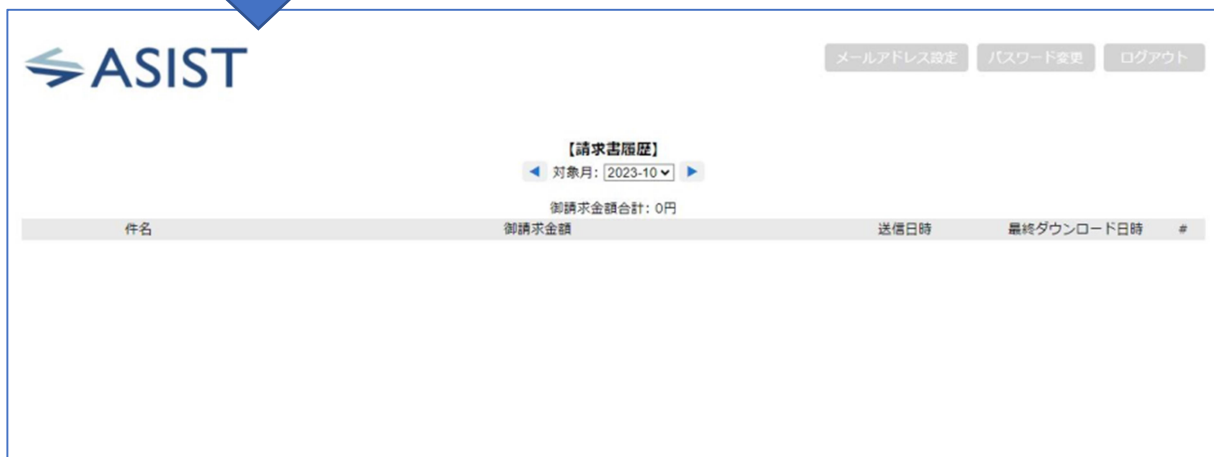 ASIST
メールアドレス設定 パスワード変更 ログアウト
【請求書履歴】
対象月: 2023-10
御請求金額合計: 0円
件名 御請求金額 送信日時 最終ダウンロード日時 #